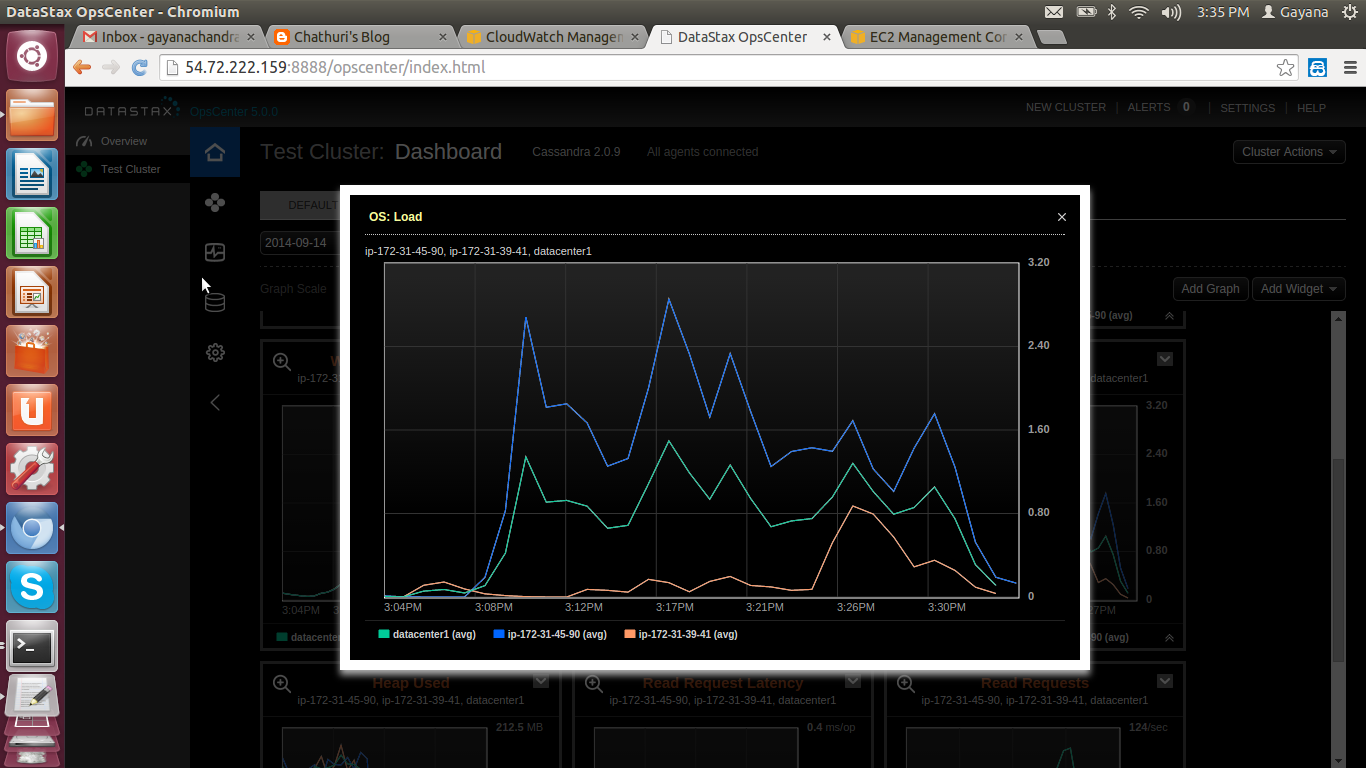 DataStax OpsCenter - Chromium
3:35 PM Gayana
Inbox - gayanachandra
Chathuri's Blog
CloudWatch Managem
DataStax OpsCenter
EC2 Management Con
54.72.222.159:8888/opscenter/index.html
DATASTAX OpsCenter 5.0.0
NEW CLUSTER | ALERTS 0 | SETTINGS | HELP
Overview
Test Cluster
Test Cluster: Dashboard Cassandra 2.0.9 All agents connected
Cluster Actions
DEFAULT
2014-09-14
Graph Scale
Add Graph Add Widget
OS: Load
ip-172-31-45-90, ip-172-31-39-41, datacenter1
3.20
2.40
1.60
0.80
0
3:04PM 3:08PM 3:12PM 3:17PM 3:21PM 3:26PM 3:30PM
datacenter1 (avg) ip-172-31-45-90 (avg) ip-172-31-39-41 (avg)
-90 (avg)
W
ip-172-3
datacenter1
3.20
2.40
1.60
0.80
0
3:04PM
27PM
datacente
-90 (avg)
Heap Used
ip-172-31-45-90, ip-172-31-39-41, datacenter1
212.5 MB
Read Request Latency
ip-172-31-45-90, ip-172-31-39-41, datacenter1
0.4 ms/op
Read Requests
ip-172-31-45-90, ip-172-31-39-41, datacenter1
124/sec